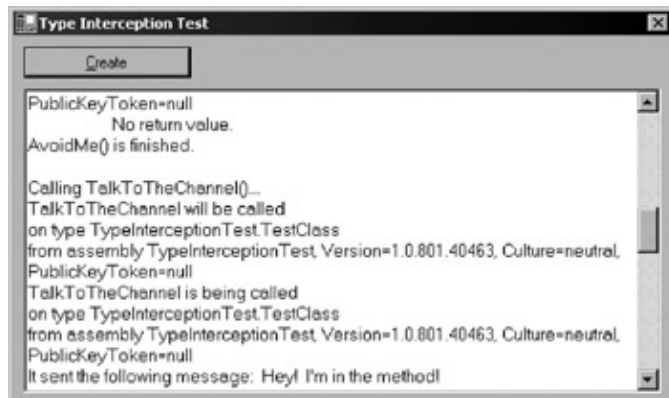 Type Interception Test
Create
PublicKeyToken=null
No return value.
AvoidMe() is finished.
Calling TalkToTheChannel()...
TalkToTheChannel will be called
on type TypeInterceptionTest.TestClass
from assembly TypeInterceptionTest, Version=1.0.801.40463, Culture=neutral,
PublicKeyToken=null
TalkToTheChannel is being called
on type TypeInterceptionTest.TestClass
from assembly TypeInterceptionTest, Version=1.0.801.40463, Culture=neutral,
PublicKeyToken=null
It sent the following message: Hey! I'm in the method!